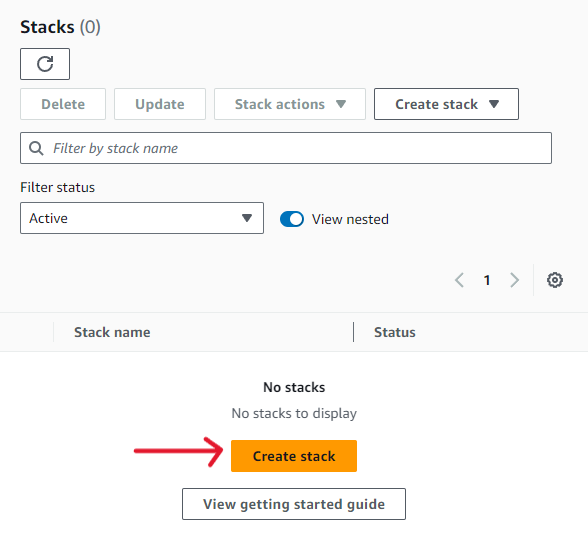 Stacks (0)
Delete Update Stack actions Create stack
Filter by stack name
Filter status
Active View nested
1
Stack name Status
No stacks
No stacks to display
Create stack
View getting started guide